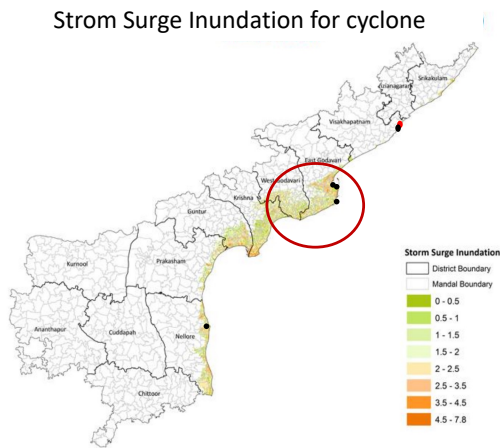 Strom Surge Inundation for cyclone
Srikakulam
Vizianagaram
Visakhapatnam
East Godavari
West Godavari
Krishna
Guntur
Kurnool
Prakasham
Ananthapur
Cuddapah
Nellore
Chittoor
Storm Surge Inundation
District Boundary
Mandal Boundary
0 - 0.5
0.5 - 1
1 - 1.5
1.5 - 2
2 - 2.5
2.5 - 3.5
3.5 - 4.5
4.5 - 7.8